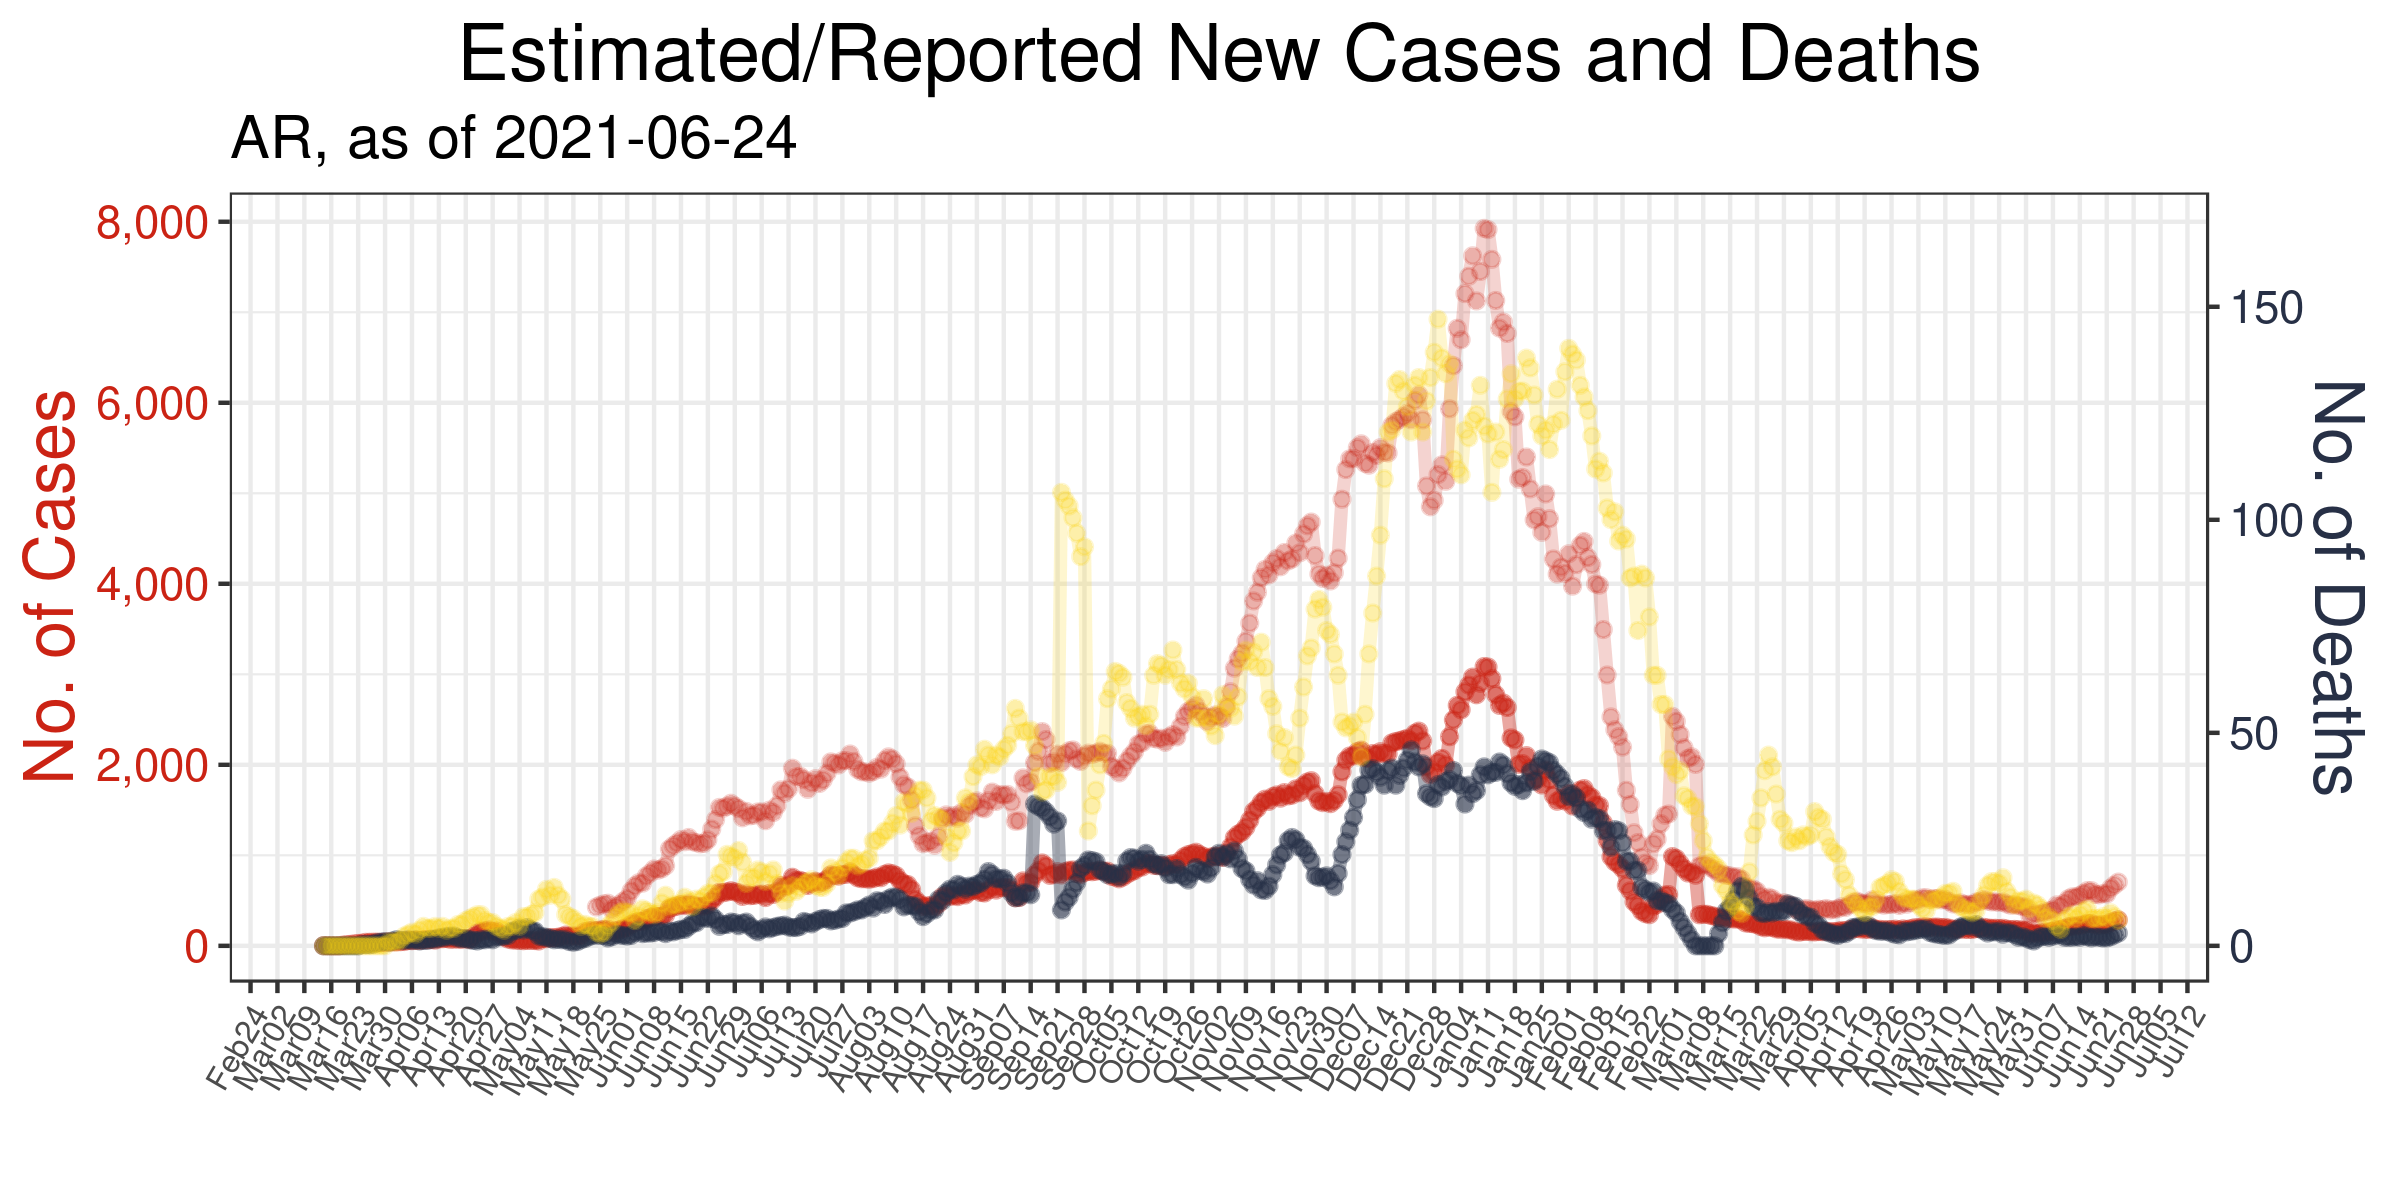 Estimated/Reported New Cases and Deaths
AR, as of 2021-06-24
No. of Cases
8,000
6,000
4,000
2,000
0
150
100
50
0
No. of Deaths
Feb24
Mar02
Mar09
Mar16
Mar23
Mar30
Apr06
Apr13
Apr20
Apr27
May04
May11
May18
May25
Jun01
Jun08
Jun15
Jun22
Jun29
Jul06
Jul13
Jul20
Jul27
Aug03
Aug10
Aug17
Aug24
Aug31
Sep07
Sep14
Sep21
Sep28
Oct05
Oct12
Oct19
Oct26
Nov02
Nov09
Nov16
Nov23
Nov30
Dec07
Dec14
Dec21
Dec28
Jan04
Jan11
Jan18
Jan25
Feb01
Feb08
Feb15
Feb22
Mar01
Mar08
Mar15
Mar22
Mar29
Apr05
Apr12
Apr19
Apr26
May03
May10
May17
May24
May31
Jun07
Jun14
Jun21
Jun28
Jul05
Jul12